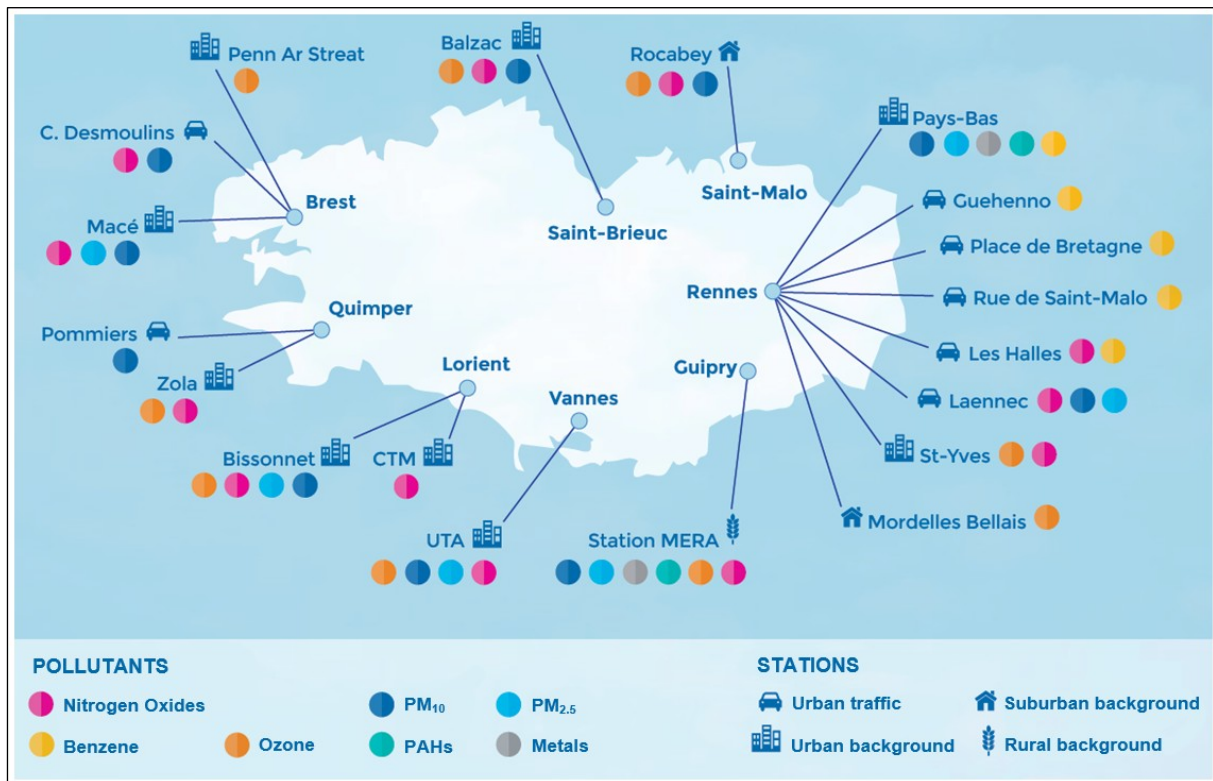 Penn Ar Streat
Balzac
Rocabey
C. Desmoulins
Pays-Bas
Macé
Brest
Saint-Malo
Guehenno
Saint-Brieuc
Place de Bretagne
Rennes
Rue de Saint-Malo
Quimper
Pommiers
Les Halles
Zola
Lorient
Guipry
Vannes
Laennec
Bissonnet
CTM
St-Yves
Mordelles Bellais
UTA
Station MERA
POLLUTANTS
Nitrogen Oxides
PM₁₀
PM₂.₅
Benzene
Ozone
PAHs
Metals
STATIONS
Urban traffic
Suburban background
Urban background
Rural background